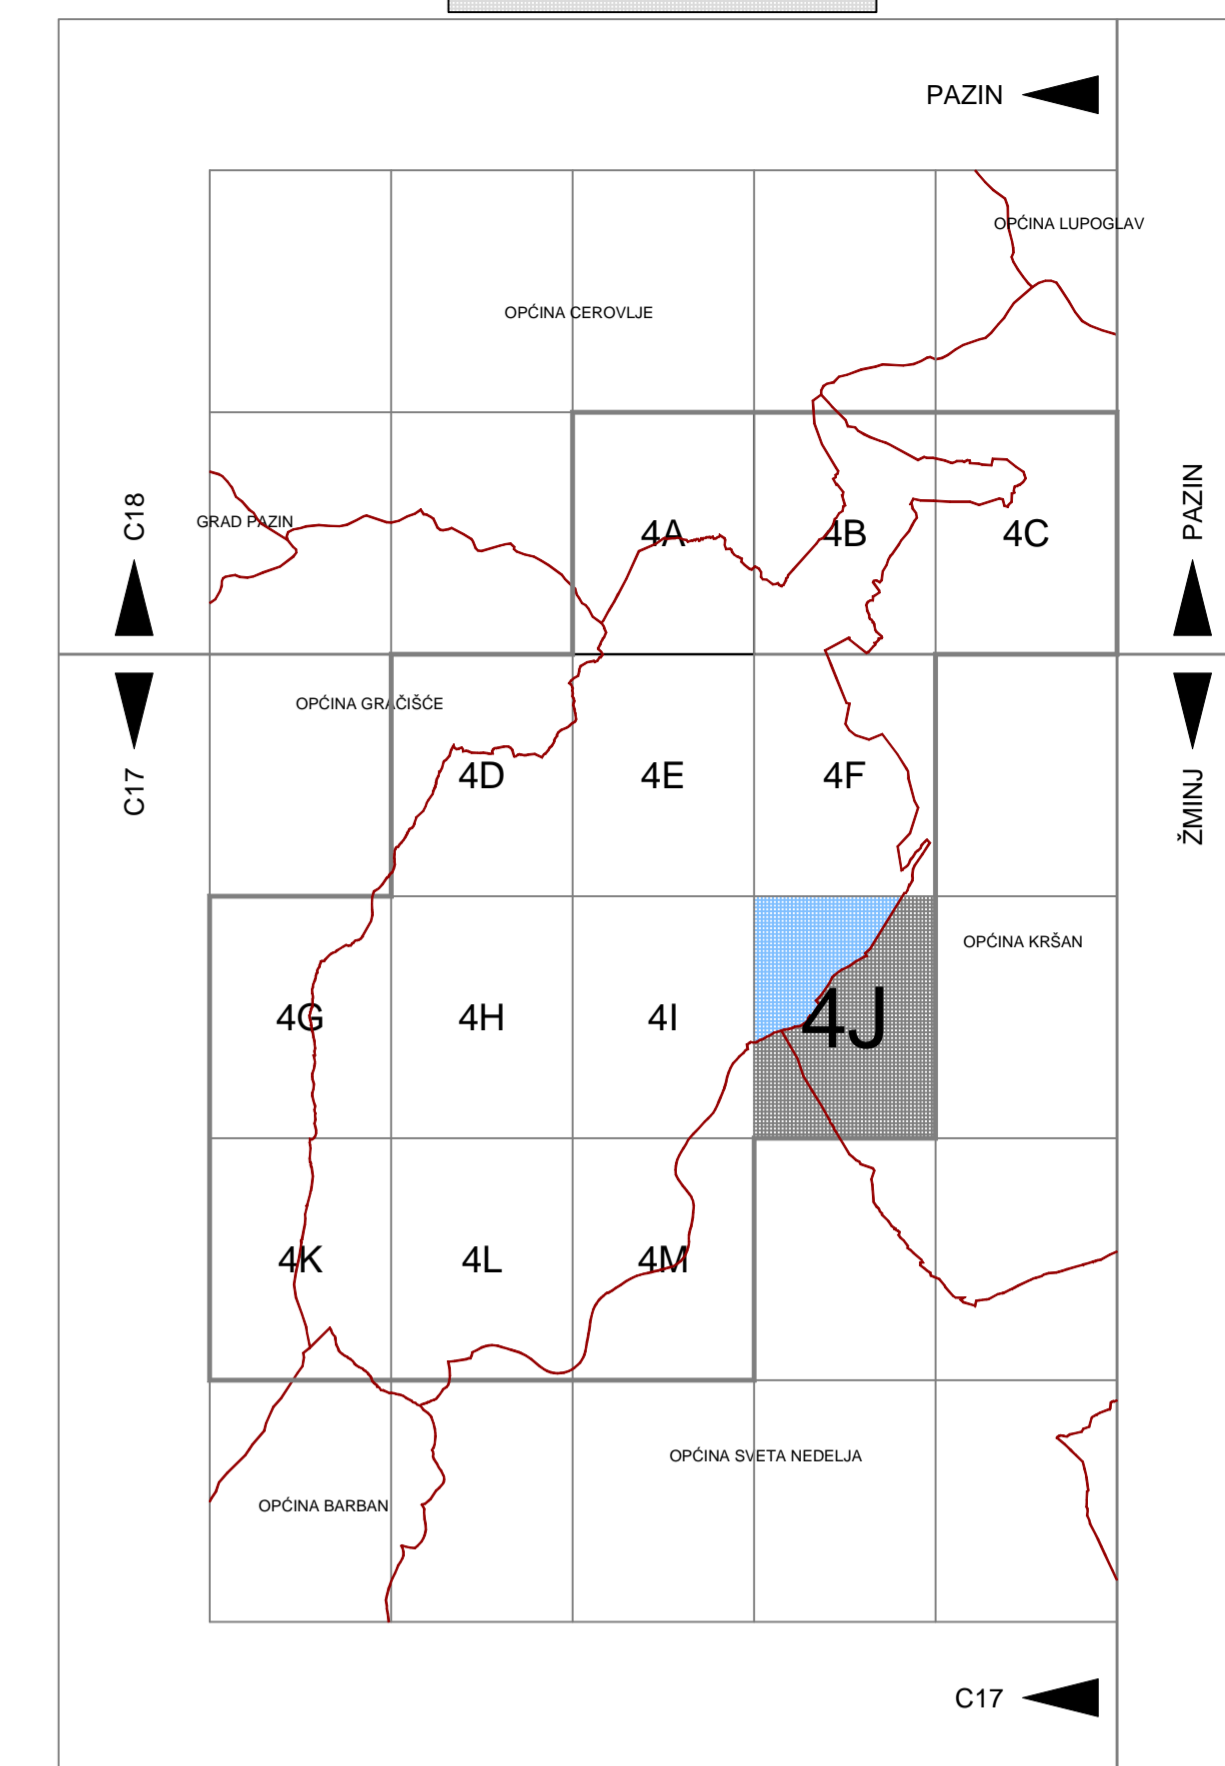 PAZIN
OPĆINA LUPOGLAV
OPĆINA CEROVLJE
C18
PAZIN
GRAD PAZIN
4A
4B
4C
OPĆINA GRAČIŠĆE
C17
4D
4E
4F
ŽMINJ
OPĆINA KRŠAN
4G
4H
4I
4J
4K
4L
4M
OPĆINA SVETA NEDELJA
OPĆINA BARBAN
C17